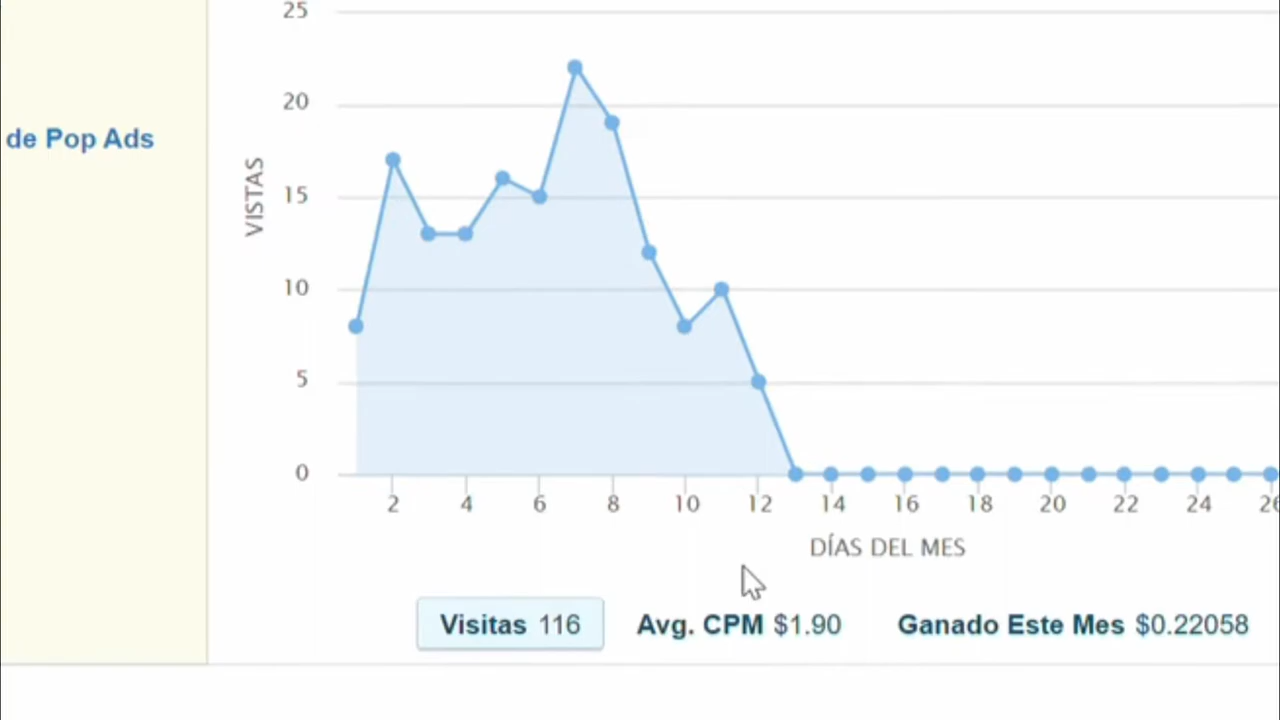 de Pop Ads
VISTAS
25
20
15
10
5
0
2 4 6 8 10 12 14 16 18 20 22 24 26
DÍAS DEL MES
Visitas 116 Avg. CPM $1.90 Ganado Este Mes $0.22058